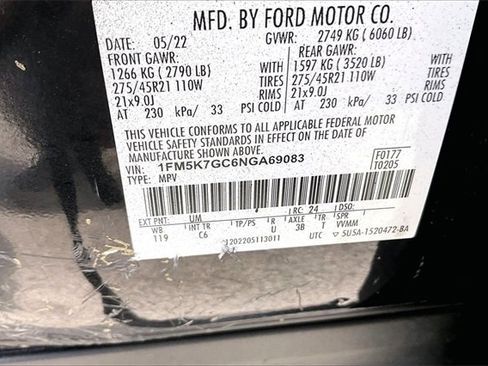 MFD. BY FORD MOTOR CO.
DATE: 05/22 GVWR: 2749 KG ( 6060 LB)
FRONT GAWR: REAR GAWR:
1266 KG ( 2790 LB) WITH 1597 KG ( 3520 LB) WITH
275/45R21 110W TIRES 275/45R21 110W TIRES
21x9.0J RIMS 21x9.0J RIMS
AT 230 kPa/ 33 PSI COLD AT 230 kPa/ 33 PSI COLD
THIS VEHICLE CONFORMS TO ALL APPLICABLE FEDERAL MOTOR
VEHICLE SAFETY STANDARDS IN EFFECT ON THE DATE OF
MANUFACTURE SHOWN ABOVE.
VIN: 1FM5K7GC6NGA69083 F0177
TYPE: MPV T0205
EXT PNT: UM RC: 24 DSO:
WB INT TR TP/PS R AXLE TR SPR
119 C6 U 3B T VVMM
1202205113011 UTC 5U5A-1520472-BA